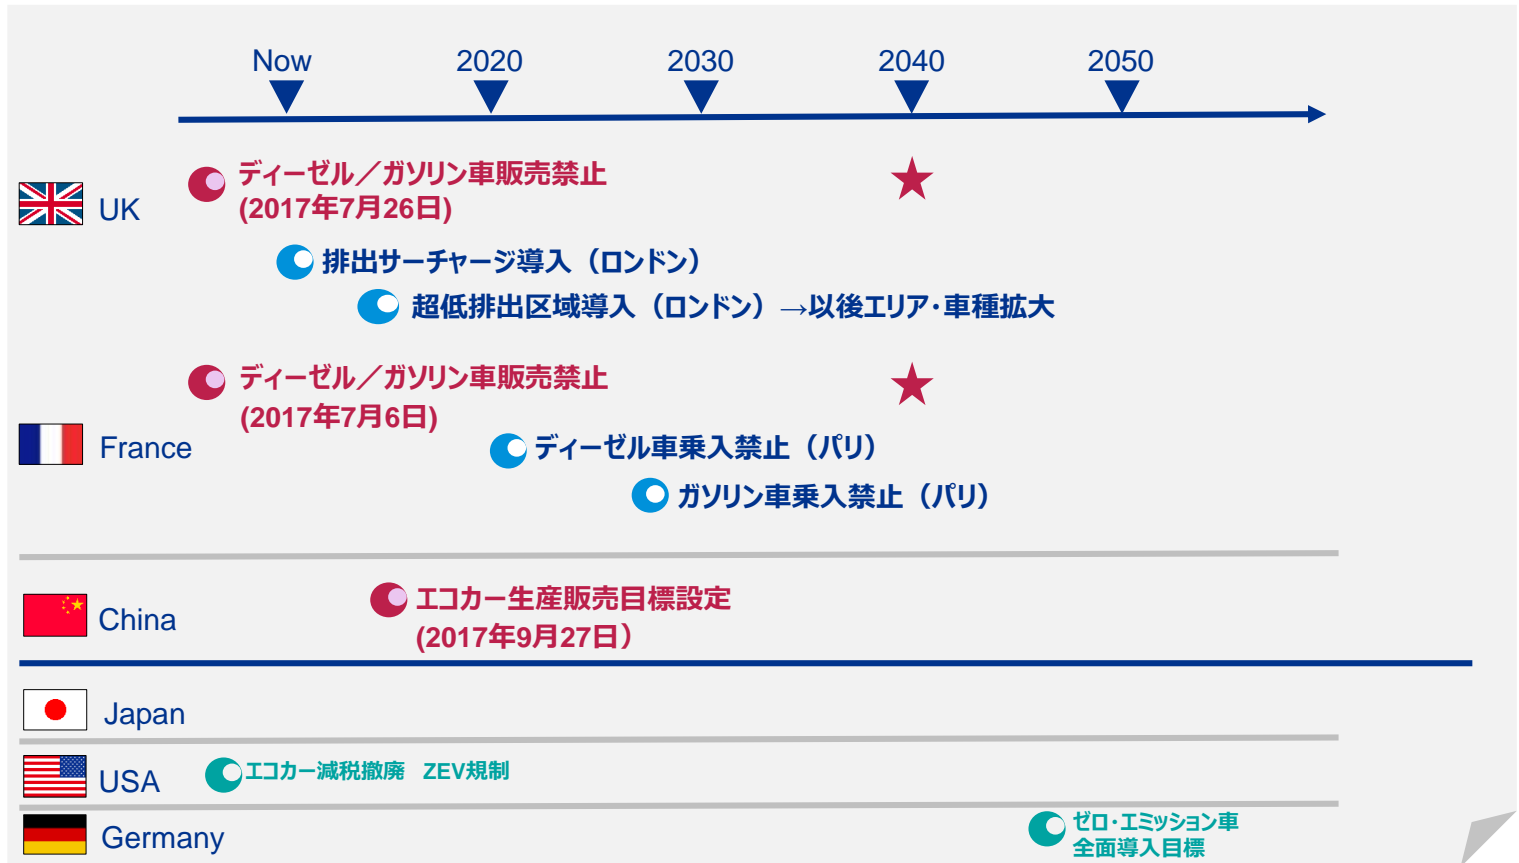 Now 2020 2030 2040 2050
ディーゼル／ガソリン車販売禁止
(2017年7月26日)
UK
排出サーチャージ導入（ロンドン）
超低排出区域導入（ロンドン）→以後エリア・車種拡大
ディーゼル／ガソリン車販売禁止
(2017年7月6日)
France
ディーゼル車乗入禁止（パリ）
ガソリン車乗入禁止（パリ）
エコカー生産販売目標設定
China
(2017年9月27日）
Japan
エコカー減税撤廃　ZEV規制
USA
ゼロ・エミッション車
全面導入目標
Germany